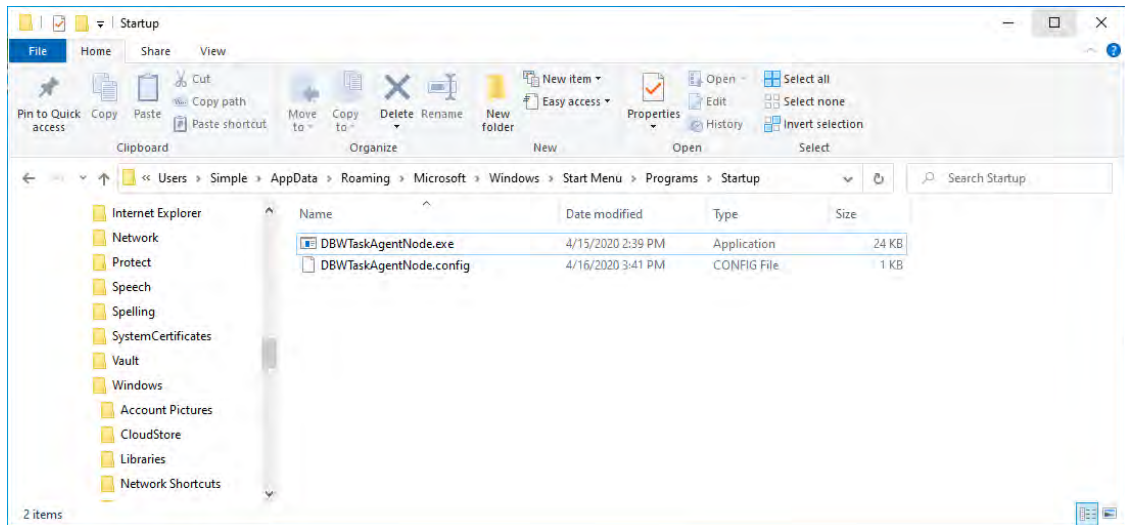 Startup
File Home Share View
Pin to Quick access
Copy
Paste
Cut
Copy path
Paste shortcut
Move to
Copy to
Delete
Rename
New folder
New item
Easy access
Properties
Open
Edit
History
Select all
Select none
Invert selection
Clipboard Organize New Open Select
« Users › Simple › AppData › Roaming › Microsoft › Windows › Start Menu › Programs › Startup
Search Startup
Internet Explorer
Network
Protect
Speech
Spelling
SystemCertificates
Vault
Windows
Account Pictures
CloudStore
Libraries
Network Shortcuts
Name Date modified Type Size
DBWTaskAgentNode.exe 4/15/2020 2:39 PM Application 24 KB
DBWTaskAgentNode.config 4/16/2020 3:41 PM CONFIG File 1 KB
2 items